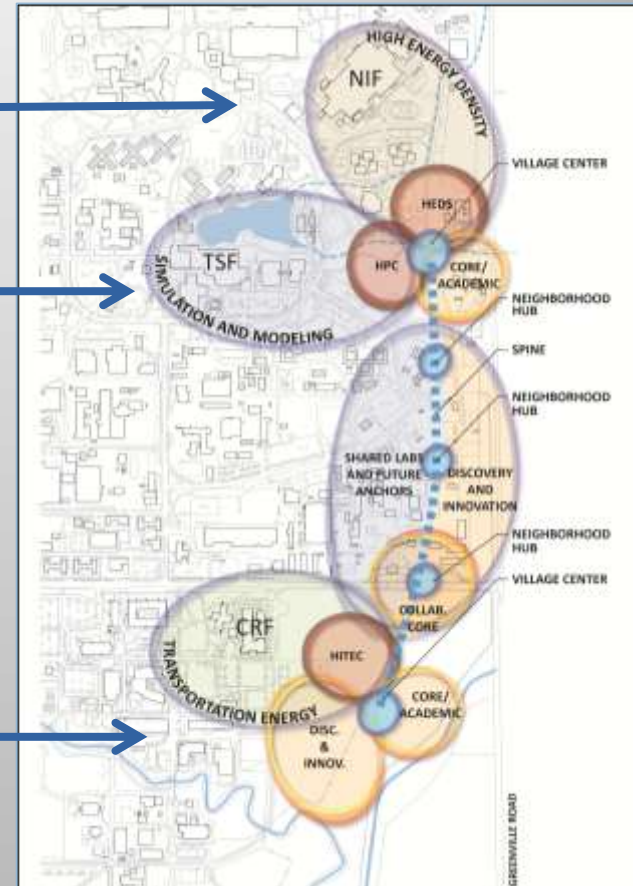 HIGH ENERGY DENSITY
NIF
VILLAGE CENTER
HEDS
TSF
HPC
CORE/
ACADEMIC
SIMULATION AND MODELING
NEIGHBORHOOD
HUB
SPINE
NEIGHBORHOOD
HUB
SHARED LABS
AND FUTURE
ANCHORS
DISCOVERY
AND
INNOVATION
NEIGHBORHOOD
HUB
VILLAGE CENTER
COLLAB.
CORE
CRF
HITEC
TRANSPORTATION ENERGY
CORE/
ACADEMIC
DISC.
&
INNOV.
GREENVILLE ROAD